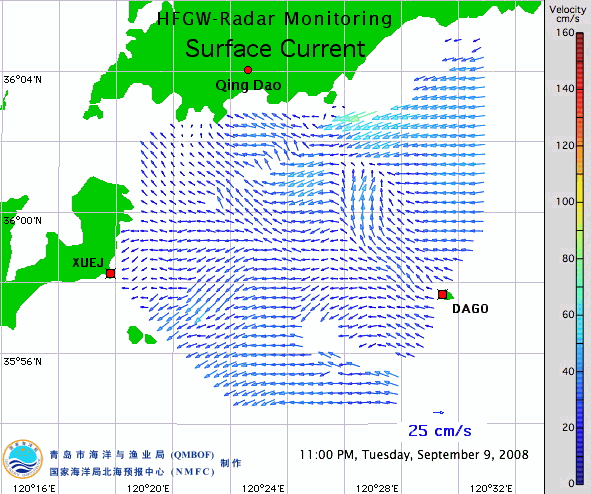 HFGW-Radar Monitoring
Surface Current
Qing Dao
Velocity
cm/s
160
140
120
100
80
60
40
20
0
36°04'N
36°00'N
XUEJ
DAGO
35°56'N
25 cm/s
青岛市海洋与渔业局 (QMBOF)
国家海洋局北海预报中心 (NMFC)
制作
11:00 PM, Tuesday, September 9, 2008
120°16'E
120°20'E
120°24'E
120°28'E
120°32'E